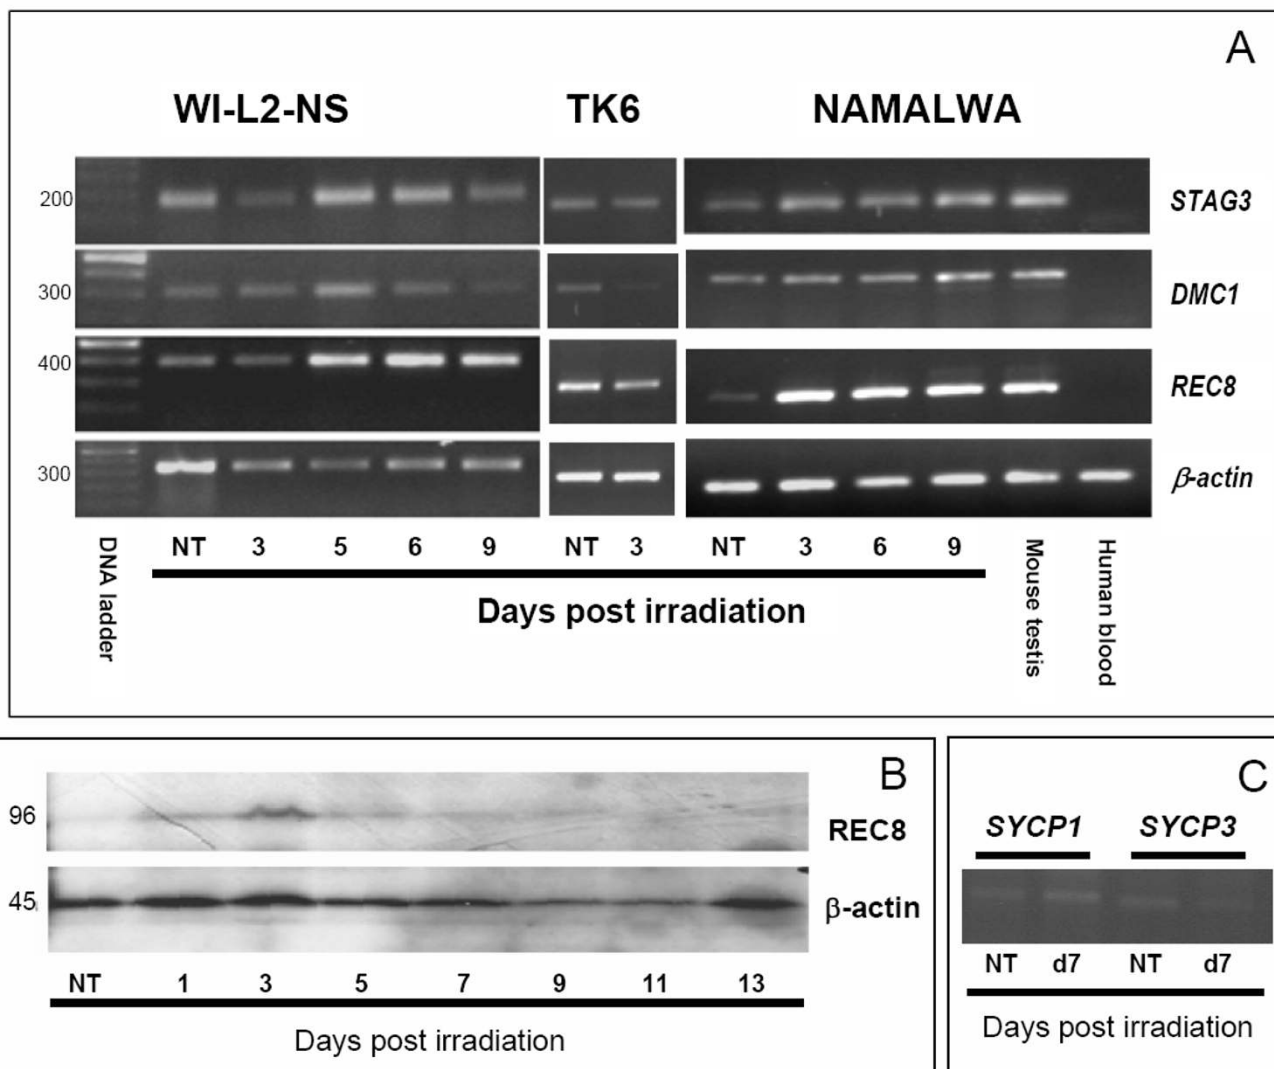 A
WI-L2-NS TK6 NAMALWA
200 STAG3
300 DMC1
400 REC8
300 β-actin
DNA ladder NT 3 5 6 9 NT 3 NT 3 6 9 Mouse testis Human blood
Days post irradiation
B
96 REC8
45 β-actin
NT 1 3 5 7 9 11 13
Days post irradiation
C
SYCP1 SYCP3
NT d7 NT d7
Days post irradiation